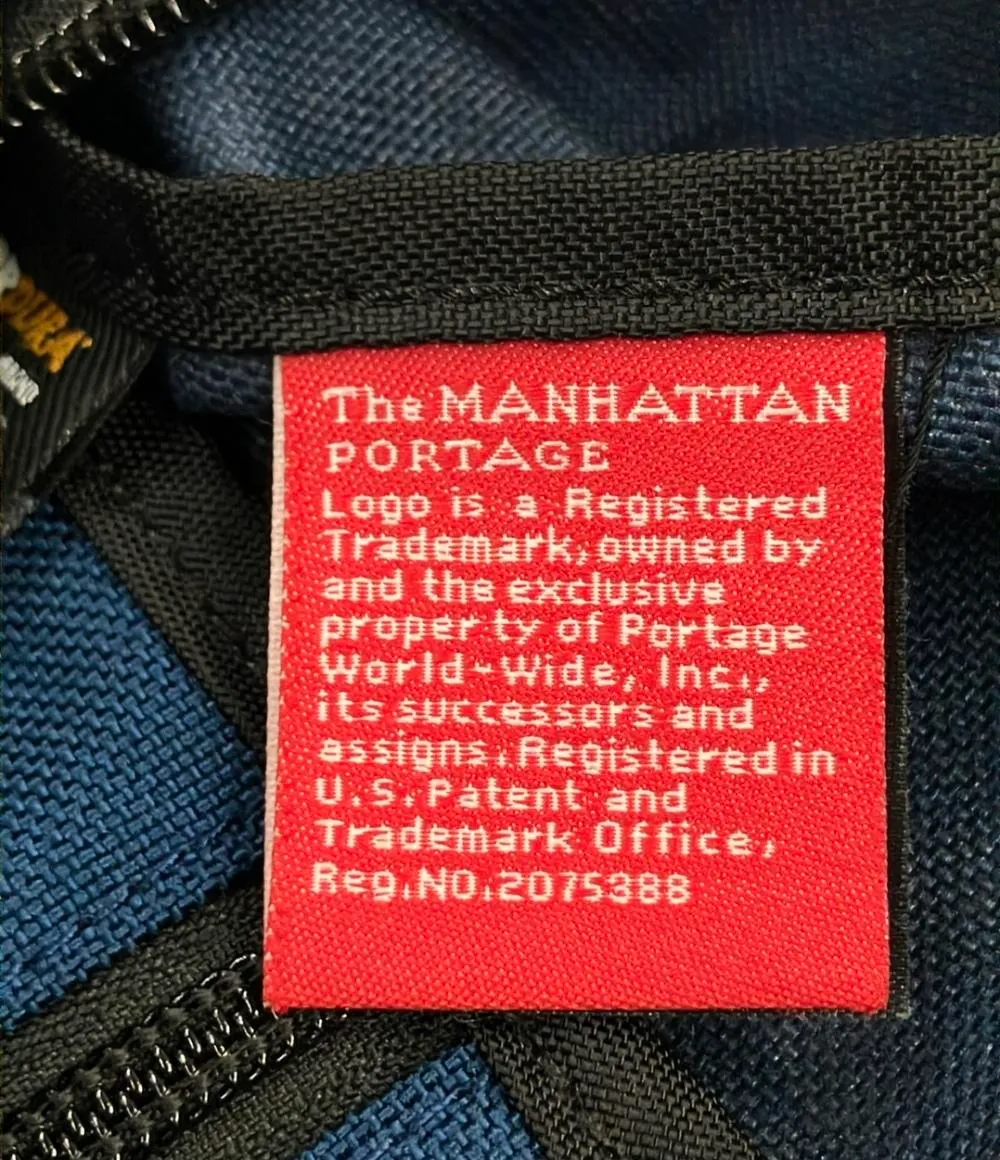 The MANHATTAN
PORTAGE
Logo is a Registered
Trademark, owned by
and the exclusive
property of Portage
World-Wide, Inc.,
its successors and
assigns. Registered in
U.S. Patent and
Trademark Office,
Reg.NO.2075388